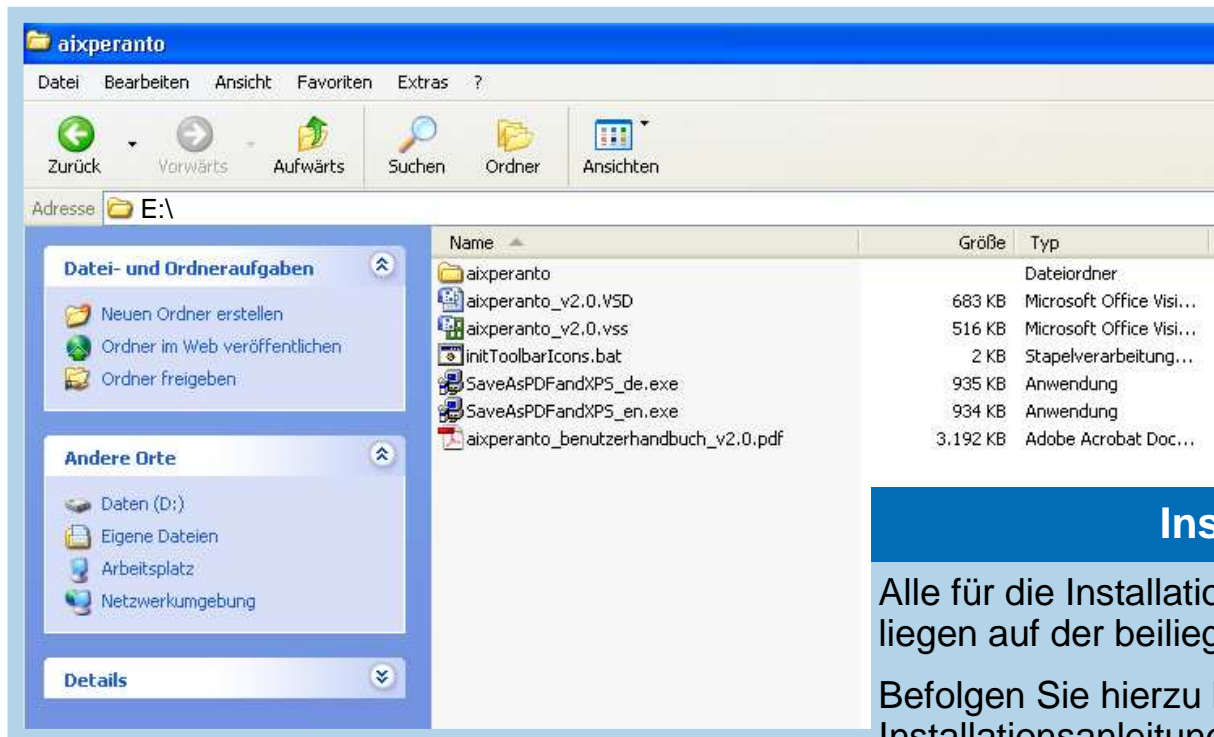 aixperanto
Datei Bearbeiten Ansicht Favoriten Extras ?
Zurück Vorwärts Aufwärts Suchen Ordner Ansichten
Adresse E:\
Datei- und Ordneraufgaben
Neuen Ordner erstellen
Ordner im Web veröffentlichen
Ordner freigeben
Andere Orte
Daten (D:)
Eigene Dateien
Arbeitsplatz
Netzwerkumgebung
Details
Name Größe Typ
aixperanto Dateiordner
aixperanto_v2.0.VSD 683 KB Microsoft Office Visi...
aixperanto_v2.0.vss 516 KB Microsoft Office Visi...
initToolbarIcons.bat 2 KB Stapelverarbeitung...
SaveAsPDFandXPS_de.exe 935 KB Anwendung
SaveAsPDFandXPS_en.exe 934 KB Anwendung
aixperanto_benutzerhandbuch_v2.0.pdf 3.192 KB Adobe Acrobat Doc...
Ins
Alle für die Installatio
liegen auf der beilieg
Befolgen Sie hierzu
Installationsanleitung